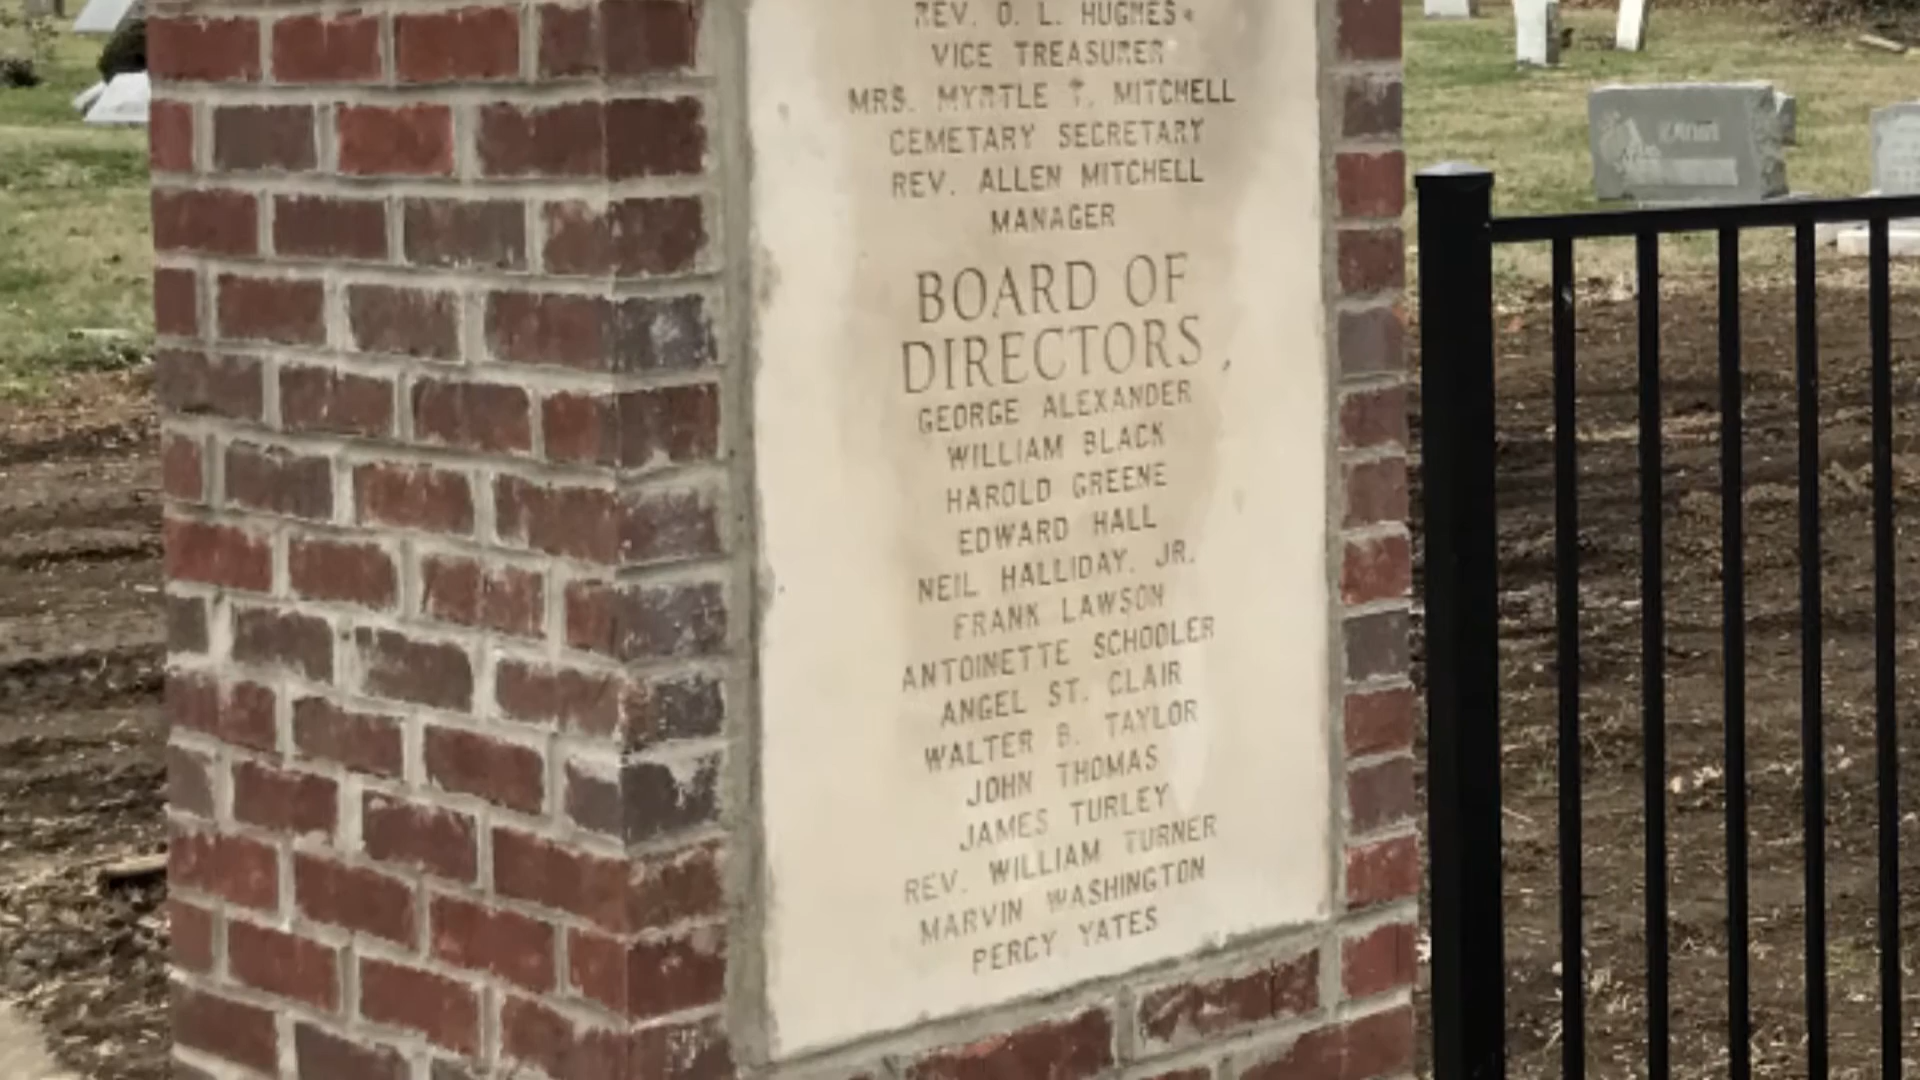 REV. O. L. HUGHES
VICE TREASURER
MRS. MYRTLE T. MITCHELL
CEMETARY SECRETARY
REV. ALLEN MITCHELL
MANAGER
BOARD OF
DIRECTORS
GEORGE ALEXANDER
WILLIAM BLACK
HAROLD GREENE
EDWARD HALL
NEIL HALLIDAY, JR.
FRANK LAWSON
ANTOINETTE SCHOOLER
ANGEL ST. CLAIR
WALTER B. TAYLOR
JOHN THOMAS
JAMES TURLEY
REV. WILLIAM TURNER
MARVIN WASHINGTON
PERCY YATES